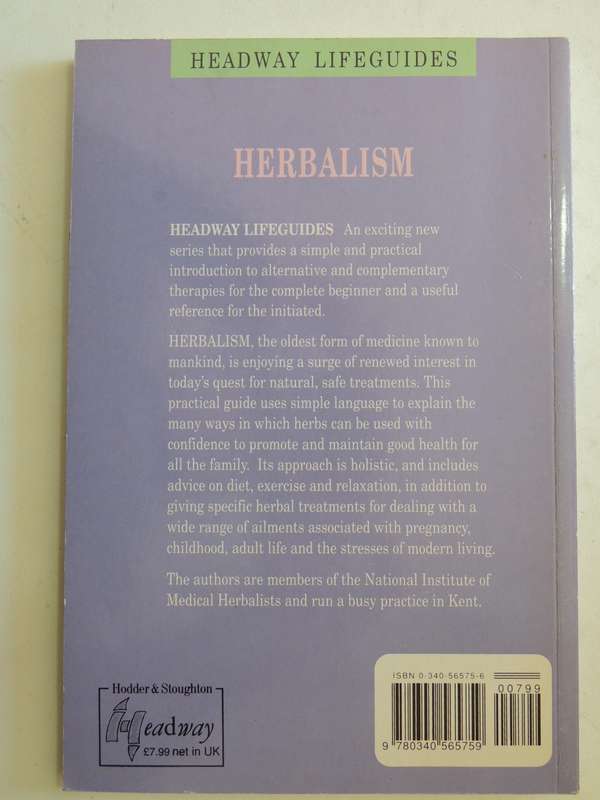 HEADWAY LIFEGUIDES
HERBALISM
HEADWAY LIFEGUIDES An exciting new
series that provides a simple and practical
introduction to alternative and complementary
therapies for the complete beginner and a useful
reference for the initiated.
HERBALISM, the oldest form of medicine known to
mankind, is enjoying a surge of renewed interest in
today's quest for natural, safe treatments. This
practical guide uses simple language to explain the
many ways in which herbs can be used with
confidence to promote and maintain good health for
all the family. Its approach is holistic, and includes
advice on diet, exercise and relaxation, in addition to
giving specific herbal treatments for dealing with a
wide range of ailments associated with pregnancy,
childhood, adult life and the stresses of modern living.
The authors are members of the National Institute of
Medical Herbalists and run a busy practice in Kent.
Hodder & Stoughton
Headway
£7.99 net in UK
ISBN 0-340-56575-6
00799
9 780340 565759